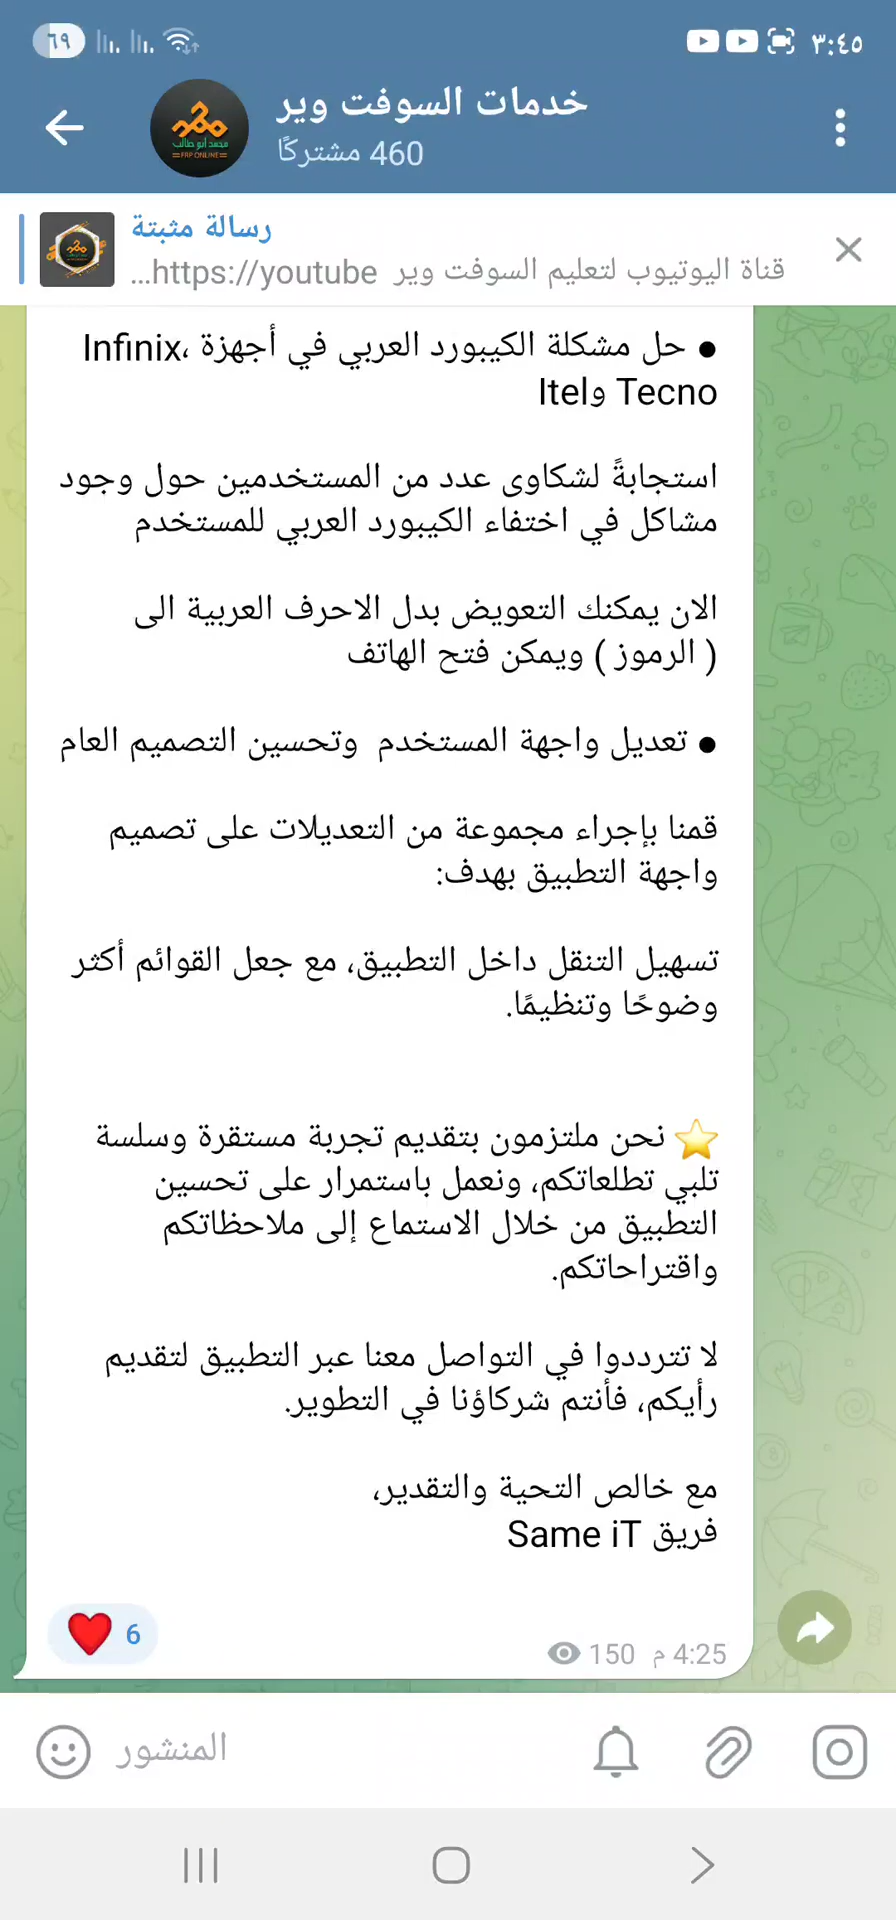 ٦٩
٣:٤٥
خدمات السوفت وير
460 مشتركًا
محمد أبو طالب
=FRP ONLINE=
رسالة مثبتة
قناة اليوتيوب لتعليم السوفت وير https://youtube...
● حل مشكلة الكيبورد العربي في أجهزة Infinix،
Tecno وItel
استجابةً لشكاوى عدد من المستخدمين حول وجود
مشاكل في اختفاء الكيبورد العربي للمستخدم
الان يمكنك التعويض بدل الاحرف العربية الى
( الرموز ) ويمكن فتح الهاتف
● تعديل واجهة المستخدم وتحسين التصميم العام
قمنا بإجراء مجموعة من التعديلات على تصميم
واجهة التطبيق بهدف:
تسهيل التنقل داخل التطبيق، مع جعل القوائم أكثر
وضوحًا وتنظيمًا.
⭐ نحن ملتزمون بتقديم تجربة مستقرة وسلسة
تلبي تطلعاتكم، ونعمل باستمرار على تحسين
التطبيق من خلال الاستماع إلى ملاحظاتكم
واقتراحاتكم.
لا تترددوا في التواصل معنا عبر التطبيق لتقديم
رأيكم، فأنتم شركاؤنا في التطوير.
مع خالص التحية والتقدير،
فريق Same iT
❤️ 6
150 4:25 م
المنشور